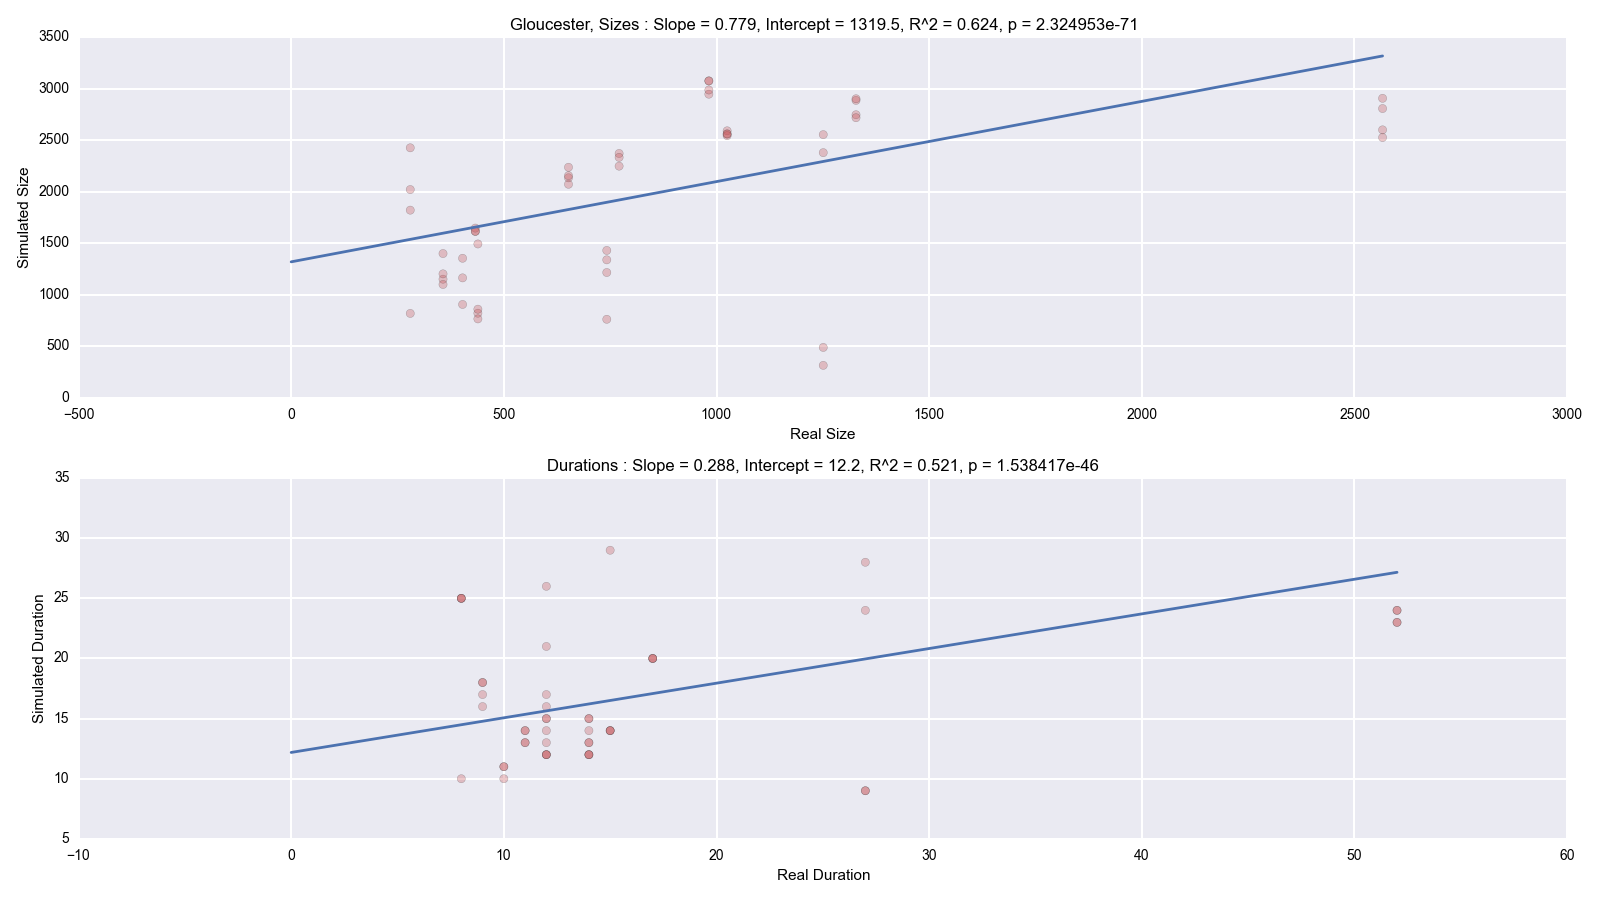 Gloucester, Sizes : Slope = 0.779, Intercept = 1319.5, R^2 = 0.624, p = 2.324953e-71
3500
3000
2500
2000
1500
1000
500
0
Simulated Size
−500 0 500 1000 1500 2000 2500 3000
Real Size
Durations : Slope = 0.288, Intercept = 12.2, R^2 = 0.521, p = 1.538417e-46
35
30
25
20
15
10
5
Simulated Duration
−10 0 10 20 30 40 50 60
Real Duration